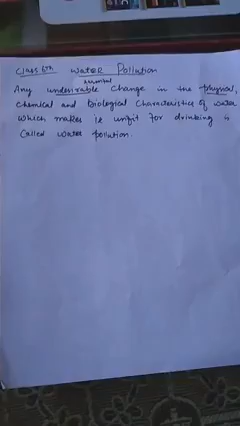 Class 6th Water Pollution
Any undesirable change in the physical,
chemical and Biological characteristics of water
which makes it unfit for drinking is
called water pollution.